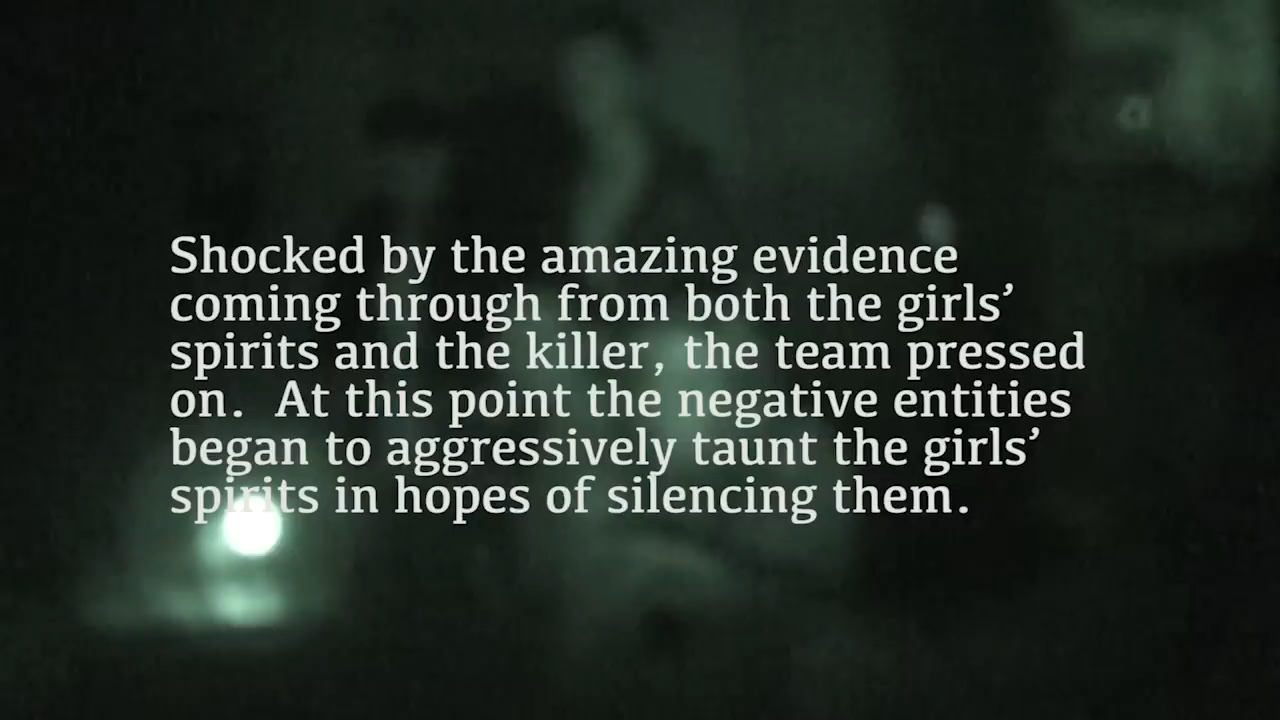 Shocked by the amazing evidence
coming through from both the girls’
spirits and the killer, the team pressed
on.  At this point the negative entities
began to aggressively taunt the girls’
spirits in hopes of silencing them.